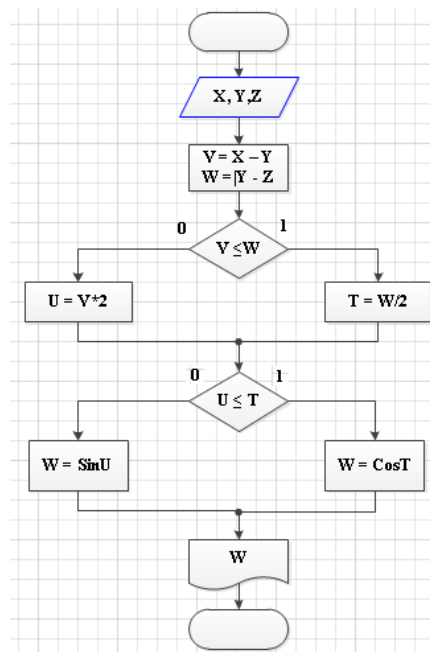 X, Y,Z
V = X – Y
W =|Y - Z
0 1
V ≤W
U = V*2 T = W/2
0 1
U ≤ T
W = SinU W = CosT
W